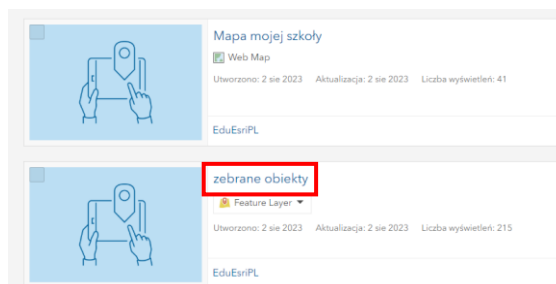 Mapa mojej szkoły
Web Map
Utworzono: 2 sie 2023 Aktualizacja: 2 sie 2023 Liczba wyświetleń: 41
EduEsriPL
zebrane obiekty
Feature Layer
Utworzono: 2 sie 2023 Aktualizacja: 2 sie 2023 Liczba wyświetleń: 215
EduEsriPL